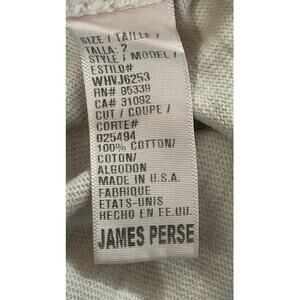 SIZE / TAILLE /
TALLA: 2
STYLE / MODEL /
ESTILO#
WHVJ6253
RN# 95339
CA# 31092
CUT / COUPE /
CORTE#
025494
100% COTTON/
COTON/
ALGODON
MADE IN U.S.A.
FABRIQUE
ETATS-UNIS
HECHO EN EE.UU.
JAMES PERSE